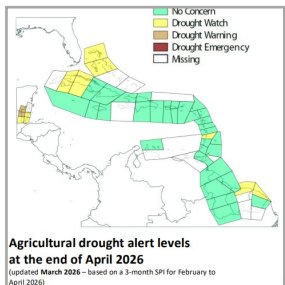 No Concern
Drought Watch
Drought Warning
Drought Emergency
Missing
Agricultural drought alert levels
at the end of April 2026
(updated March 2026 – based on a 3-month SPI for February to
April 2026)